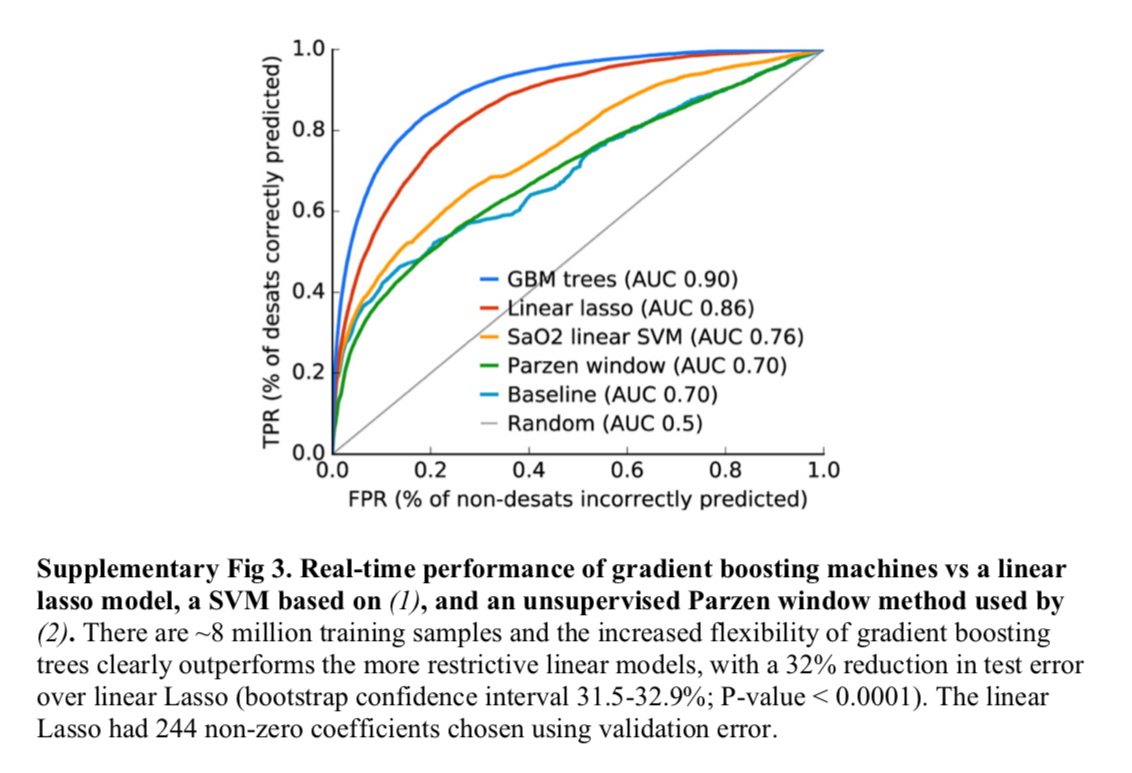 1.0
0.8
0.6
0.4
0.2
0.0
TPR (% of desats correctly predicted)
GBM trees (AUC 0.90)
Linear lasso (AUC 0.86)
SaO2 linear SVM (AUC 0.76)
Parzen window (AUC 0.70)
Baseline (AUC 0.70)
Random (AUC 0.5)
0.0 0.2 0.4 0.6 0.8 1.0
FPR (% of non-desats incorrectly predicted)
Supplementary Fig 3. Real-time performance of gradient boosting machines vs a linear
lasso model, a SVM based on (1), and an unsupervised Parzen window method used by
(2). There are ~8 million training samples and the increased flexibility of gradient boosting
trees clearly outperforms the more restrictive linear models, with a 32% reduction in test error
over linear Lasso (bootstrap confidence interval 31.5-32.9%; P-value < 0.0001). The linear
Lasso had 244 non-zero coefficients chosen using validation error.